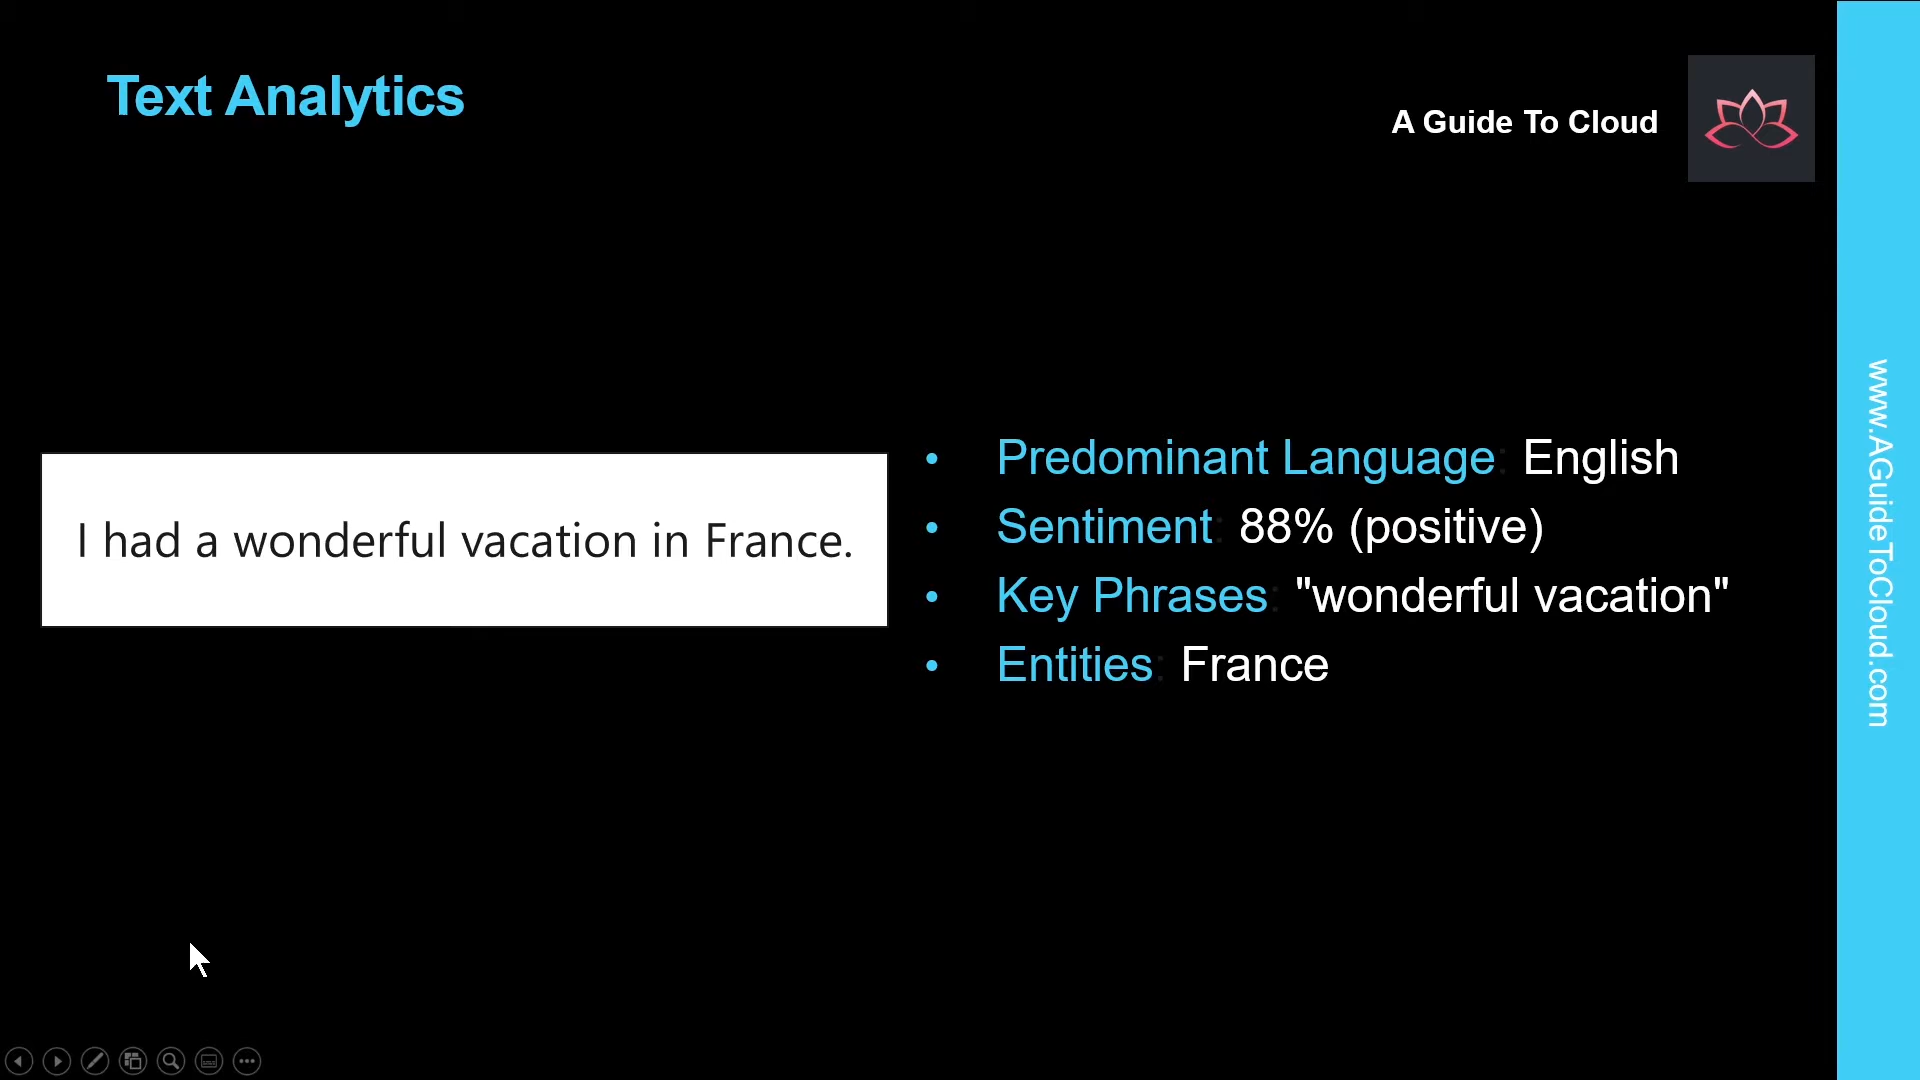 Text Analytics
A Guide To Cloud
I had a wonderful vacation in France.
• Predominant Language: English
• Sentiment: 88% (positive)
• Key Phrases: "wonderful vacation"
• Entities: France
www.AGuideToCloud.com